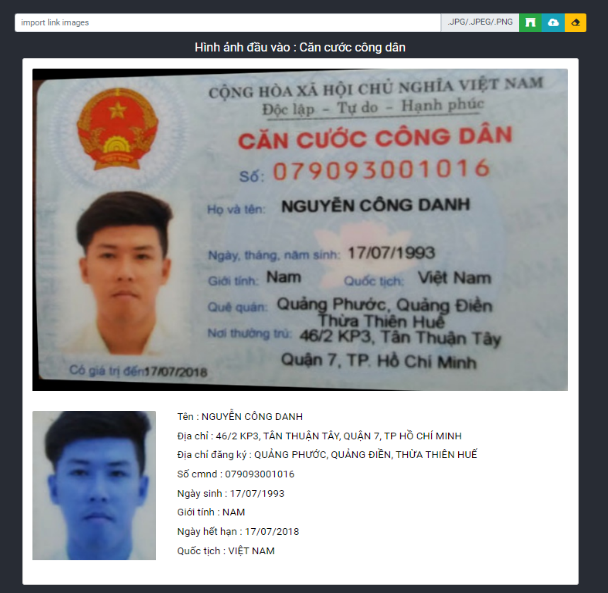 import link images
.JPG/.JPEG/.PNG
Hình ảnh đầu vào : Căn cước công dân
CỘNG HÒA XÃ HỘI CHỦ NGHĨA VIỆT NAM
Độc lập - Tự do - Hạnh phúc
CĂN CƯỚC CÔNG DÂN
Số: 079093001016
Họ và tên: NGUYỄN CÔNG DANH
Ngày, tháng, năm sinh: 17/07/1993
Giới tính: Nam Quốc tịch: Việt Nam
Quê quán: Quảng Phước, Quảng Điền
Thừa Thiên Huế
Nơi thường trú: 46/2 KP3, Tân Thuận Tây
Quận 7, TP. Hồ Chí Minh
Có giá trị đến 17/07/2018
Tên : NGUYỄN CÔNG DANH
Địa chỉ : 46/2 KP3, TÂN THUẬN TÂY, QUẬN 7, TP HỒ CHÍ MINH
Địa chỉ đăng ký : QUẢNG PHƯỚC, QUẢNG ĐIỀN, THỪA THIÊN HUẾ
Số cmnd : 079093001016
Ngày sinh : 17/07/1993
Giới tính : NAM
Ngày hết hạn : 17/07/2018
Quốc tịch : VIỆT NAM